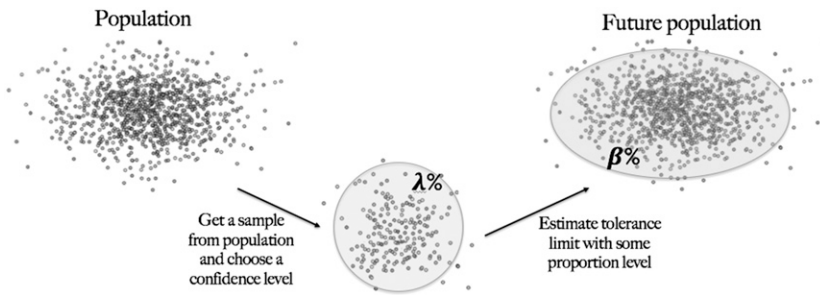 Population
Future population
λ%
β%
Get a sample
from population
and choose a
confidence level
Estimate tolerance
limit with some
proportion level